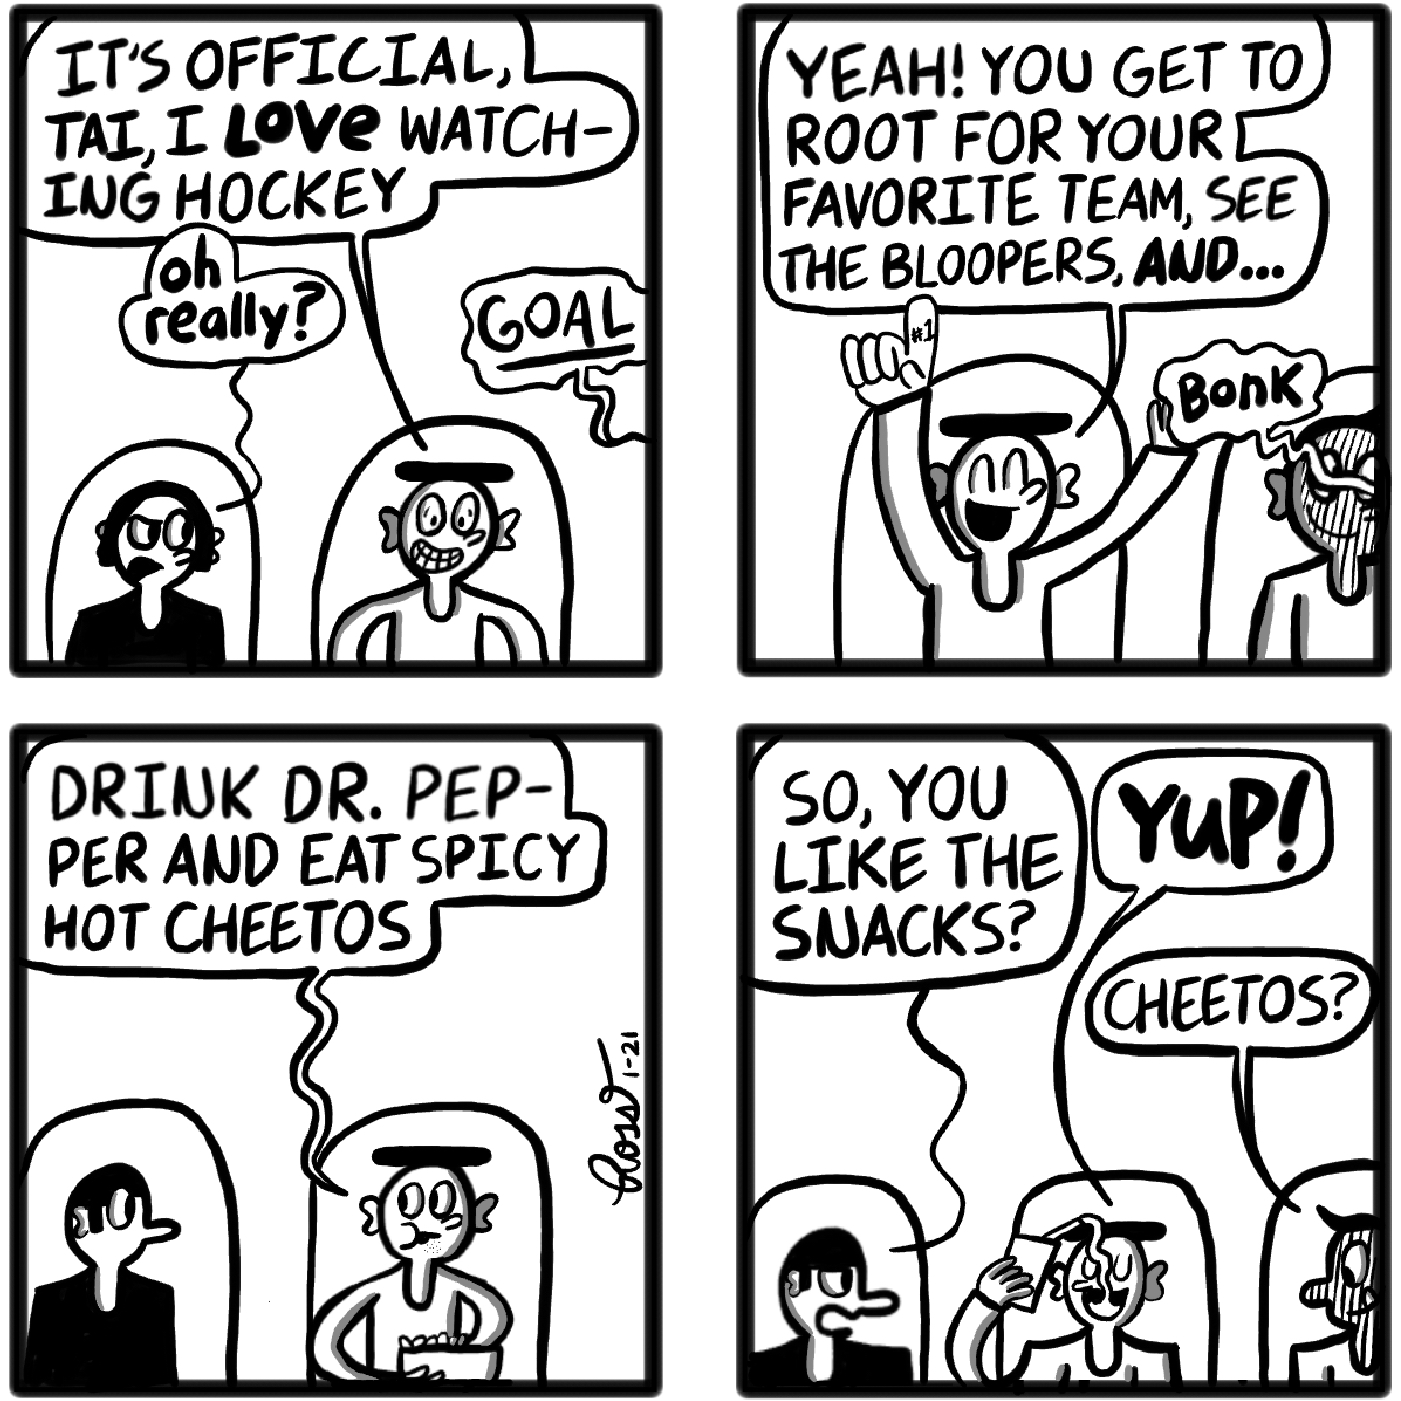 IT'S OFFICIAL,
TAI, I LOVE WATCH-
ING HOCKEY
oh
really?
GOAL
YEAH! YOU GET TO
ROOT FOR YOUR
FAVORITE TEAM, SEE
THE BLOOPERS, AND...
#1
BONK
DRINK DR. PEP-
PER AND EAT SPICY
HOT CHEETOS
Ross 1-21
SO, YOU
LIKE THE
SNACKS?
YUP!
CHEETOS?